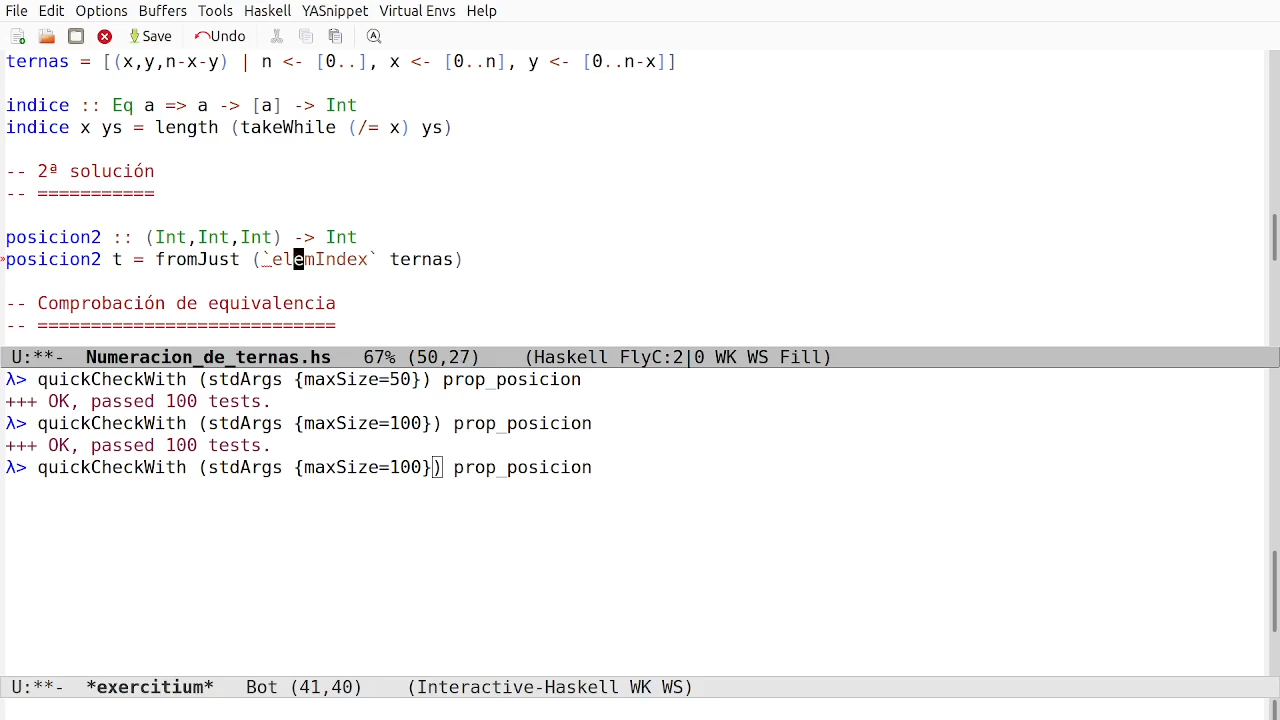 File Edit Options Buffers Tools Haskell YASnippet Virtual Envs Help
Save Undo
ternas = [(x,y,n-x-y) | n <- [0..], x <- [0..n], y <- [0..n-x]]
indice :: Eq a => a -> [a] -> Int
indice x ys = length (takeWhile (/= x) ys)
-- 2ª solución
-- ===========
posicion2 :: (Int,Int,Int) -> Int
posicion2 t = fromJust (`elemIndex` ternas)
-- Comprobación de equivalencia
-- ============================
U:**-  Numeracion_de_ternas.hs   67% (50,27)    (Haskell FlyC:2|0 WK WS Fill)
λ> quickCheckWith (stdArgs {maxSize=50}) prop_posicion
+++ OK, passed 100 tests.
λ> quickCheckWith (stdArgs {maxSize=100}) prop_posicion
+++ OK, passed 100 tests.
λ> quickCheckWith (stdArgs {maxSize=100}) prop_posicion
U:**-  *exercitium*   Bot (41,40)    (Interactive-Haskell WK WS)